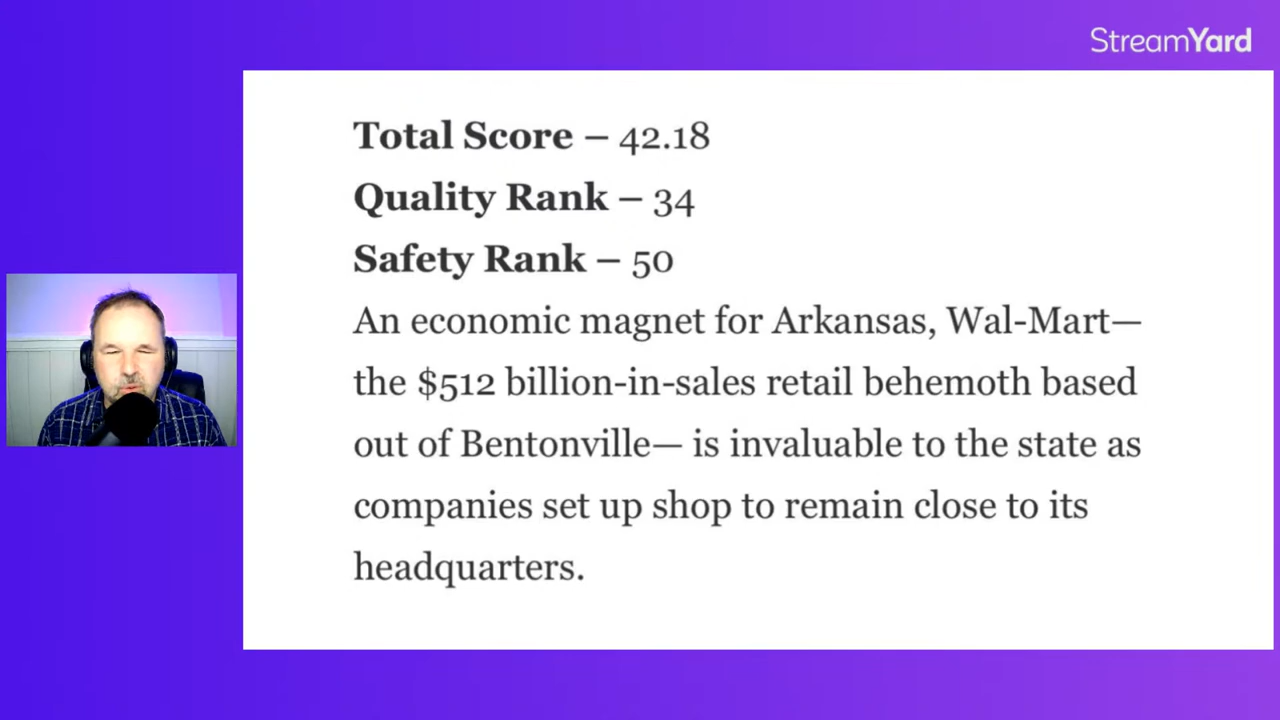 StreamYard
Total Score – 42.18
Quality Rank – 34
Safety Rank – 50
An economic magnet for Arkansas, Wal-Mart—
the $512 billion-in-sales retail behemoth based
out of Bentonville— is invaluable to the state as
companies set up shop to remain close to its
headquarters.